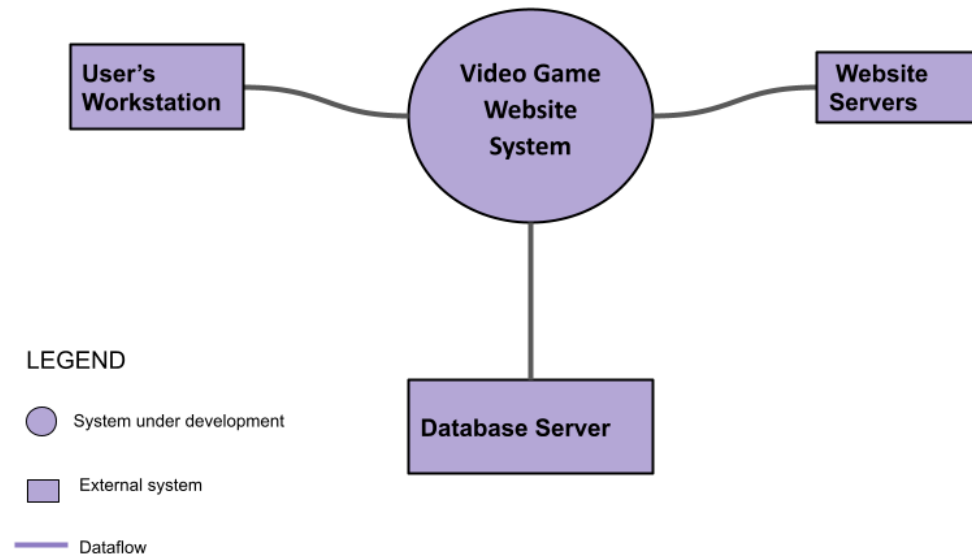 User's
Workstation
Video Game
Website
System
Website
Servers
Database Server
LEGEND
System under development
External system
Dataflow